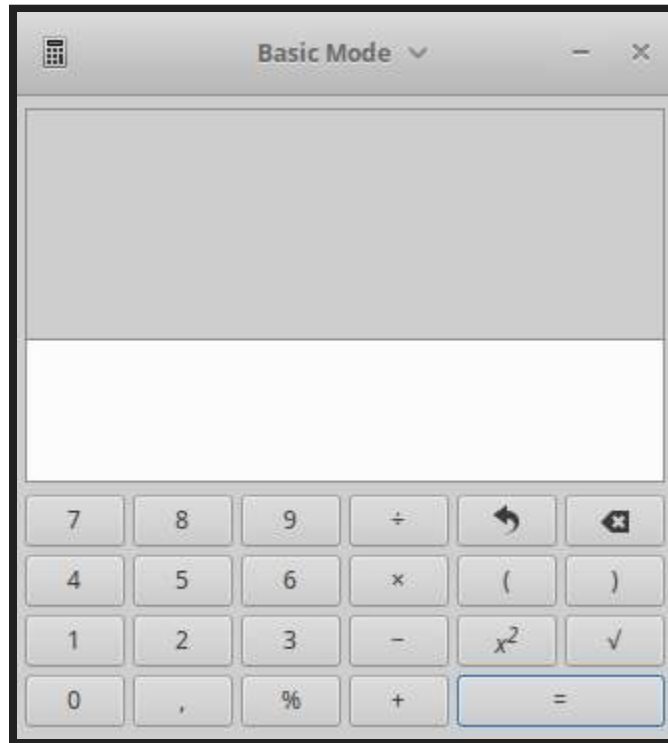 Basic Mode
7 8 9 ÷
4 5 6 × ( )
1 2 3 − x² √
0 , % + =